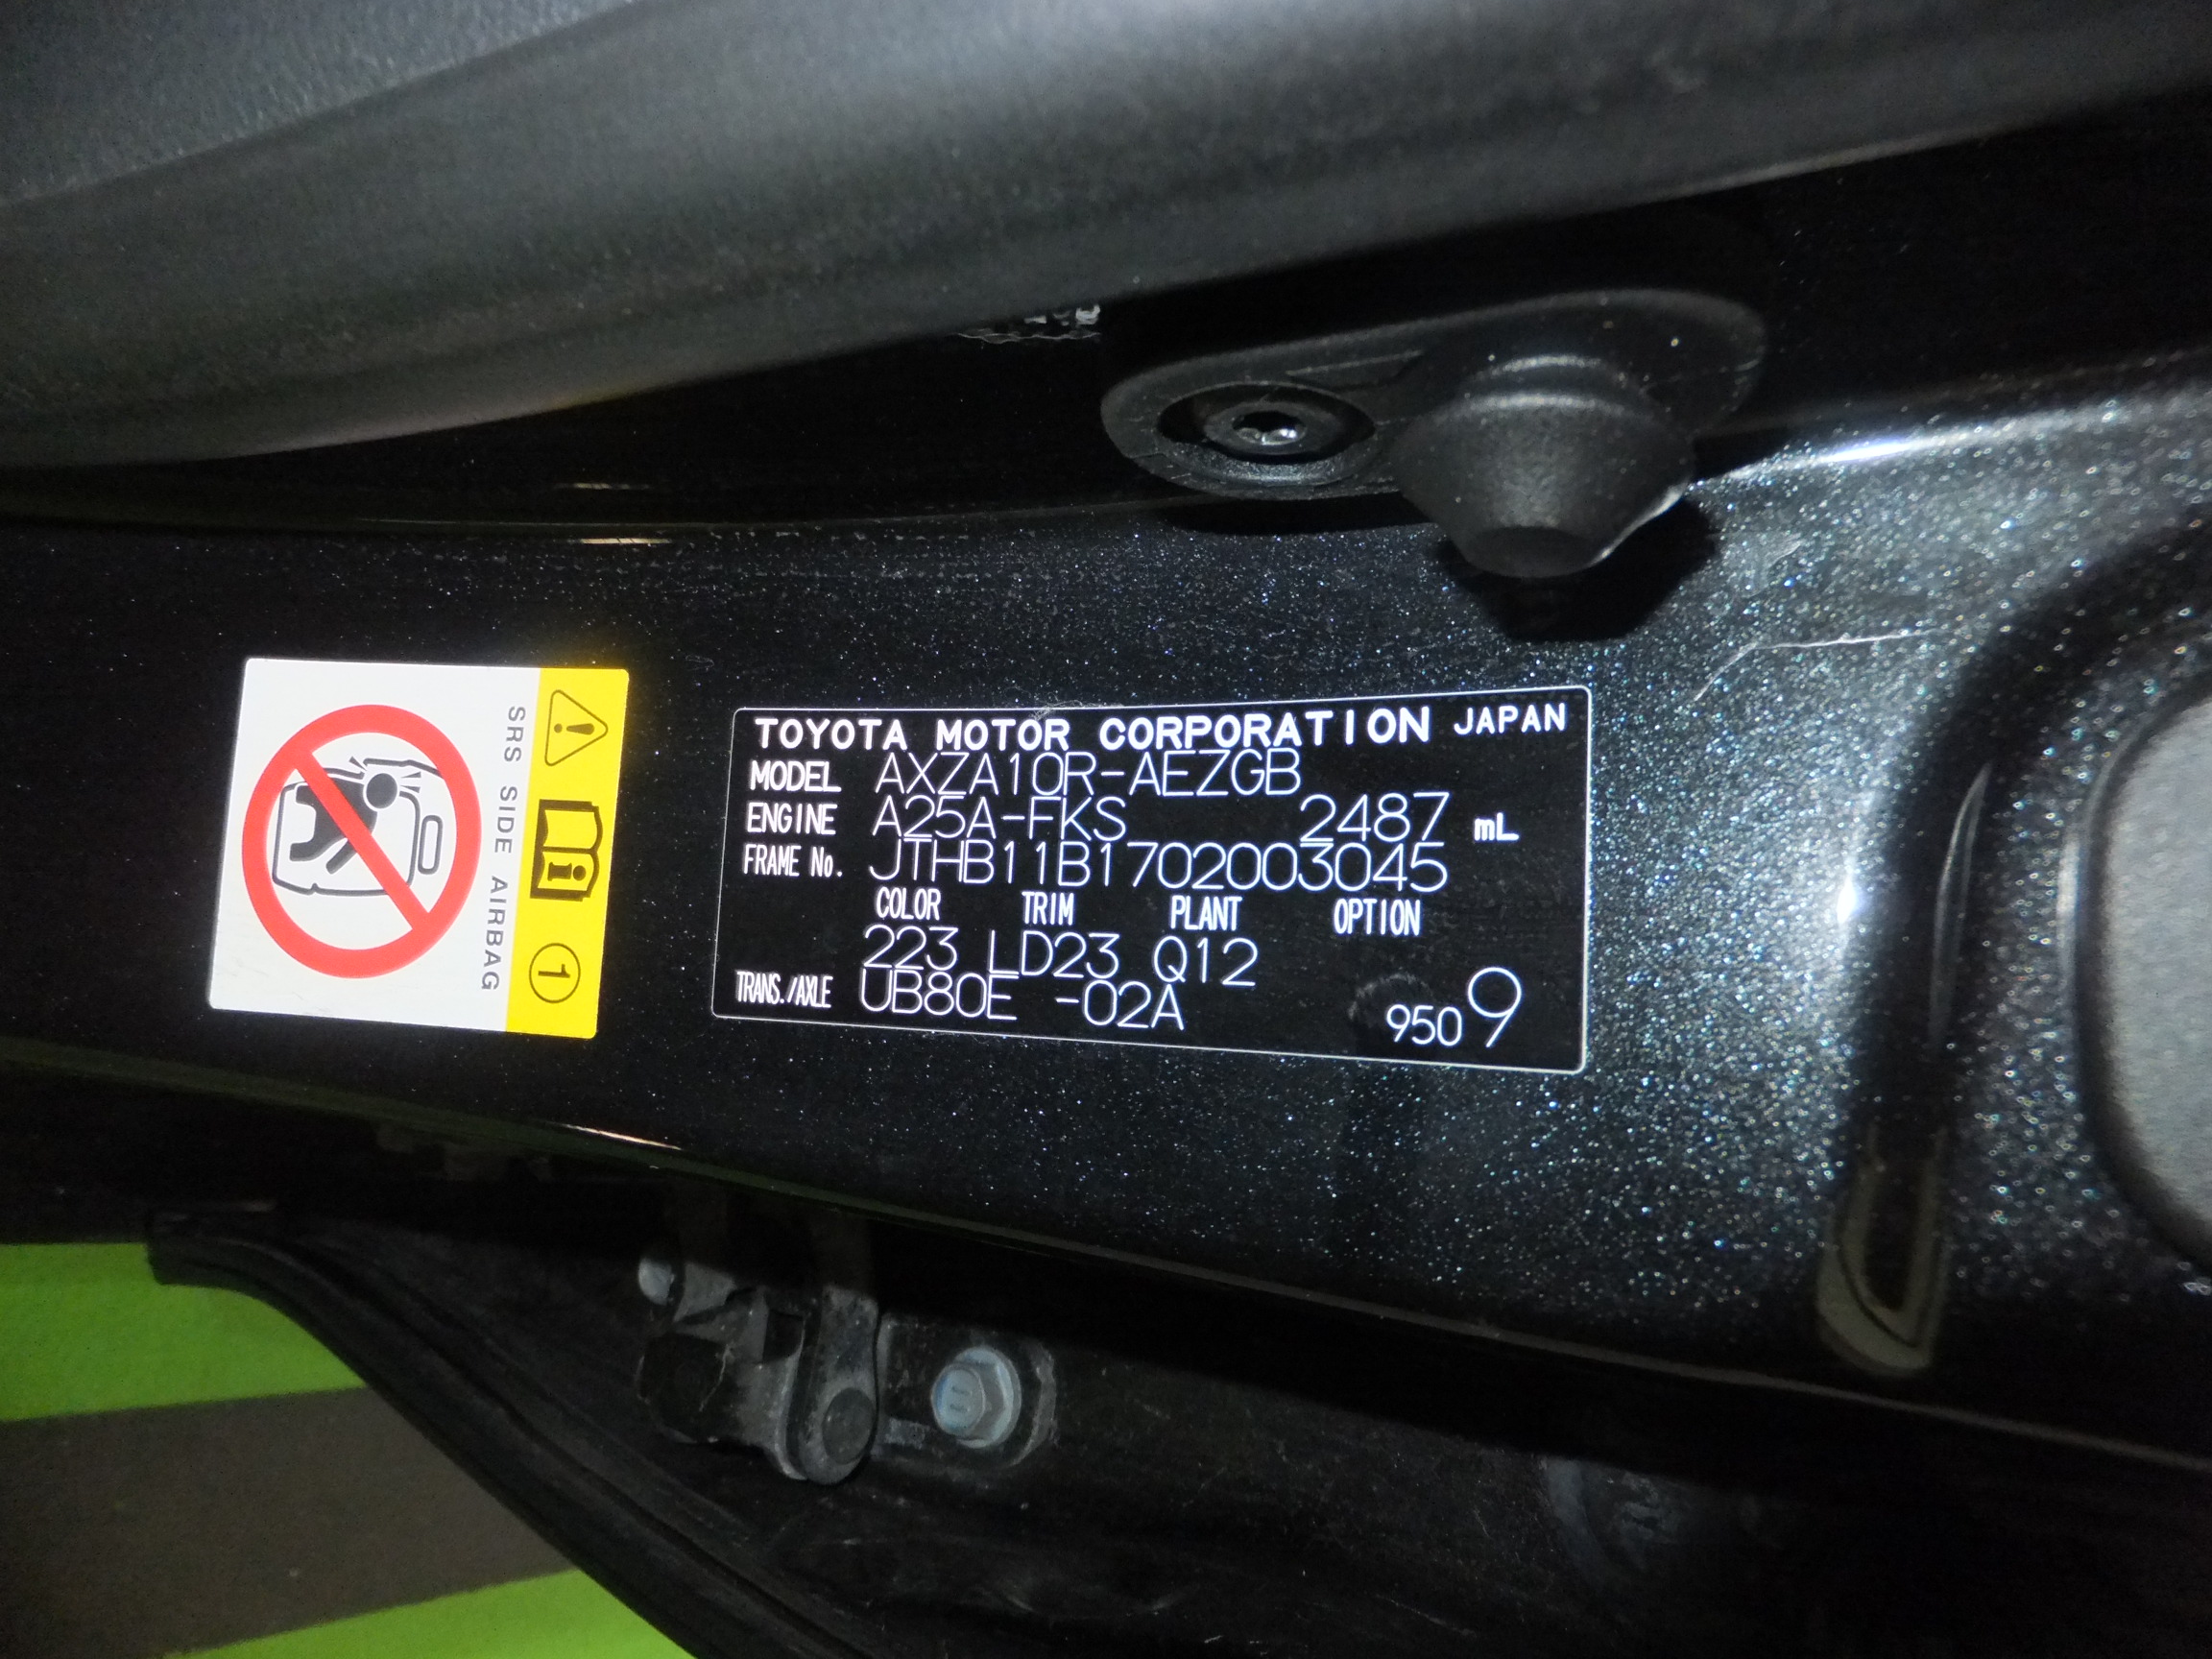 TOYOTA MOTOR CORPORATION JAPAN
MODEL AXZA10R-AEZGB
ENGINE A25A-FKS 2487 mL
FRAME No. JTHB11B1702003045
COLOR TRIM PLANT OPTION
223 LD23 Q12
TRANS./AXLE UB80E -02A
950 9
SRS SIDE AIRBAG
1